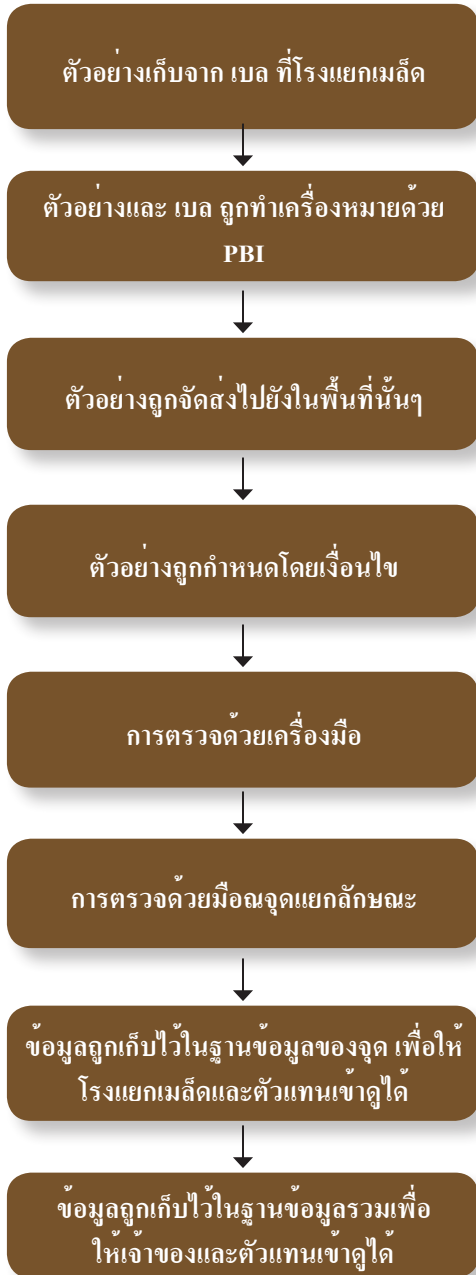 ตัวอย่างเก็บจาก เบล ที่โรงแยกเมล็ด
ตัวอย่างและ เบล ถูกทำเครื่องหมายด้วย
PBI
ตัวอย่างถูกจัดส่งไปยังในพื้นที่นั้นๆ
ตัวอย่างถูกกำหนดโดยเงื่อนไข
การตรวจด้วยเครื่องมือ
การตรวจด้วยมือณจุดแยกลักษณะ
ข้อมูลถูกเก็บไว้ในฐานข้อมูลของจุด เพื่อให้
โรงแยกเมล็ดและตัวแทนเข้าดูได้
ข้อมูลถูกเก็บไว้ในฐานข้อมูลรวมเพื่อ
ให้เจ้าของและตัวแทนเข้าดูได้